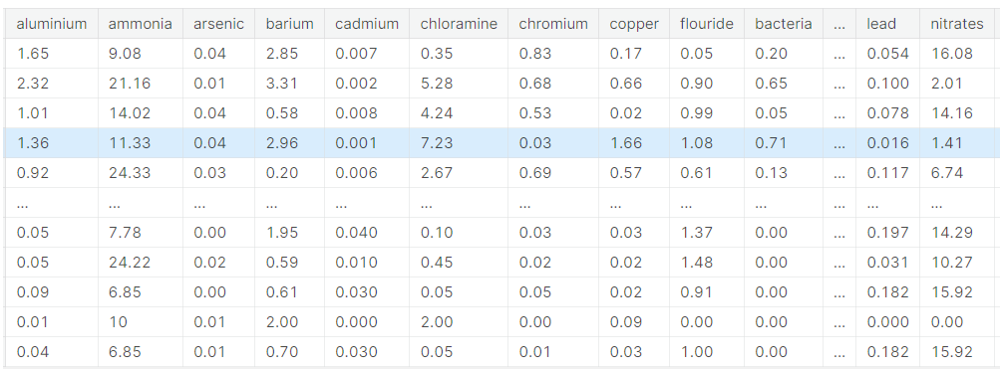 aluminium ammonia arsenic barium cadmium chloramine chromium copper flouride bacteria ... lead nitrates
1.65 9.08 0.04 2.85 0.007 0.35 0.83 0.17 0.05 0.20 ... 0.054 16.08
2.32 21.16 0.01 3.31 0.002 5.28 0.68 0.66 0.90 0.65 ... 0.100 2.01
1.01 14.02 0.04 0.58 0.008 4.24 0.53 0.02 0.99 0.05 ... 0.078 14.16
1.36 11.33 0.04 2.96 0.001 7.23 0.03 1.66 1.08 0.71 ... 0.016 1.41
0.92 24.33 0.03 0.20 0.006 2.67 0.69 0.57 0.61 0.13 ... 0.117 6.74
... ... ... ... ... ... ... ... ... ... ... ... ...
0.05 7.78 0.00 1.95 0.040 0.10 0.03 0.03 1.37 0.00 ... 0.197 14.29
0.05 24.22 0.02 0.59 0.010 0.45 0.02 0.02 1.48 0.00 ... 0.031 10.27
0.09 6.85 0.00 0.61 0.030 0.05 0.05 0.02 0.91 0.00 ... 0.182 15.92
0.01 10 0.01 2.00 0.000 2.00 0.00 0.09 0.00 0.00 ... 0.000 0.00
0.04 6.85 0.01 0.70 0.030 0.05 0.01 0.03 1.00 0.00 ... 0.182 15.92